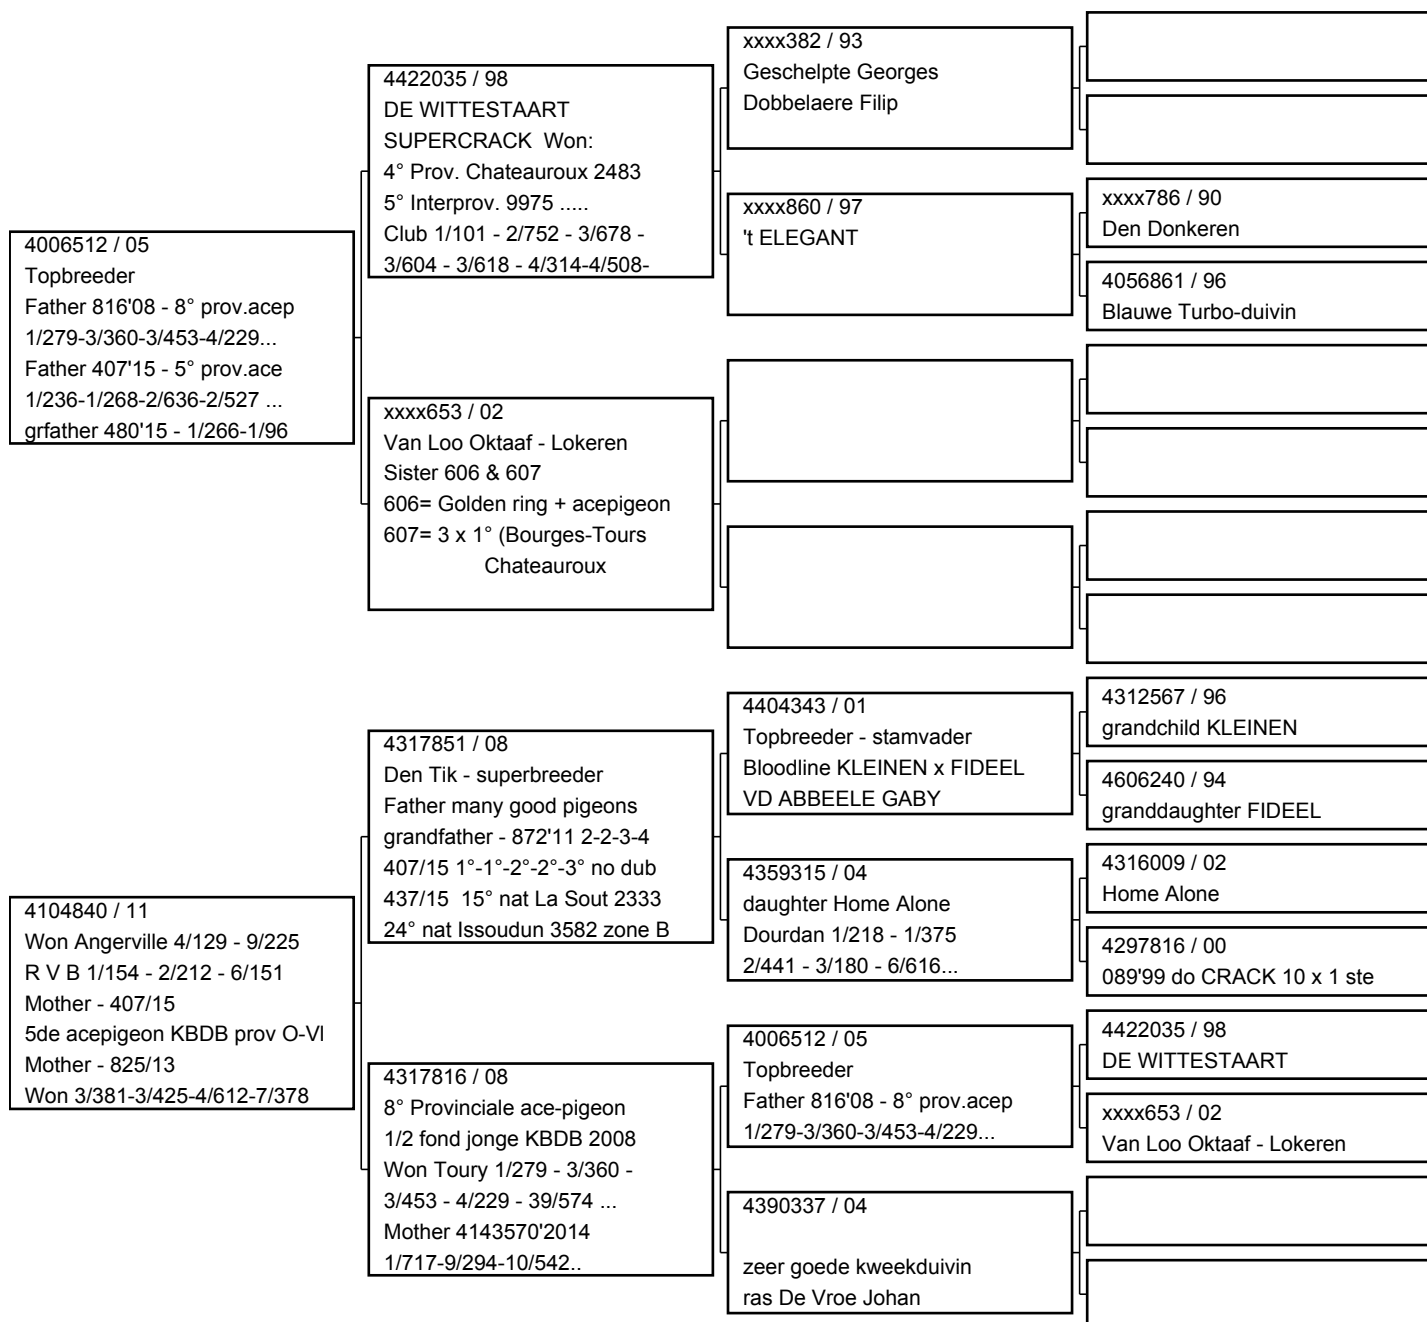 4006512 / 05
Topbreeder
Father 816'08 - 8° prov.acep
1/279-3/360-3/453-4/229...
Father 407'15 - 5° prov.ace
1/236-1/268-2/636-2/527 ...
grfather 480'15 - 1/266-1/96
4104840 / 11
Won Angerville 4/129 - 9/225
R V B 1/154 - 2/212 - 6/151
Mother - 407/15
5de acepigeon KBDB prov O-Vl
Mother - 825/13
Won 3/381-3/425-4/612-7/378
4422035 / 98
DE WITTESTAART
SUPERCRACK  Won:
4° Prov. Chateauroux 2483
5° Interprov. 9975 .....
Club 1/101 - 2/752 - 3/678 -
3/604 - 3/618 - 4/314-4/508-
xxxx653 / 02
Van Loo Oktaaf - Lokeren
Sister 606 & 607
606= Golden ring + acepigeon
607= 3 x 1° (Bourges-Tours
Chateauroux
4317851 / 08
Den Tik - superbreeder
Father many good pigeons
grandfather - 872'11 2-2-3-4
407/15 1°-1°-2°-2°-3° no dub
437/15  15° nat La Sout 2333
24° nat Issoudun 3582 zone B
4317816 / 08
8° Provinciale ace-pigeon
1/2 fond jonge KBDB 2008
Won Toury 1/279 - 3/360 -
3/453 - 4/229 - 39/574 ...
Mother 4143570'2014
1/717-9/294-10/542..
xxxx382 / 93
Geschelpte Georges
Dobbelaere Filip
xxxx860 / 97
't ELEGANT
4404343 / 01
Topbreeder - stamvader
Bloodline KLEINEN x FIDEEL
VD ABBEELE GABY
4359315 / 04
daughter Home Alone
Dourdan 1/218 - 1/375
2/441 - 3/180 - 6/616...
4006512 / 05
Topbreeder
Father 816'08 - 8° prov.acep
1/279-3/360-3/453-4/229...
4390337 / 04
zeer goede kweekduivin
ras De Vroe Johan
xxxx786 / 90
Den Donkeren
4056861 / 96
Blauwe Turbo-duivin
4312567 / 96
grandchild KLEINEN
4606240 / 94
granddaughter FIDEEL
4316009 / 02
Home Alone
4297816 / 00
089'99 do CRACK 10 x 1 ste
4422035 / 98
DE WITTESTAART
xxxx653 / 02
Van Loo Oktaaf - Lokeren